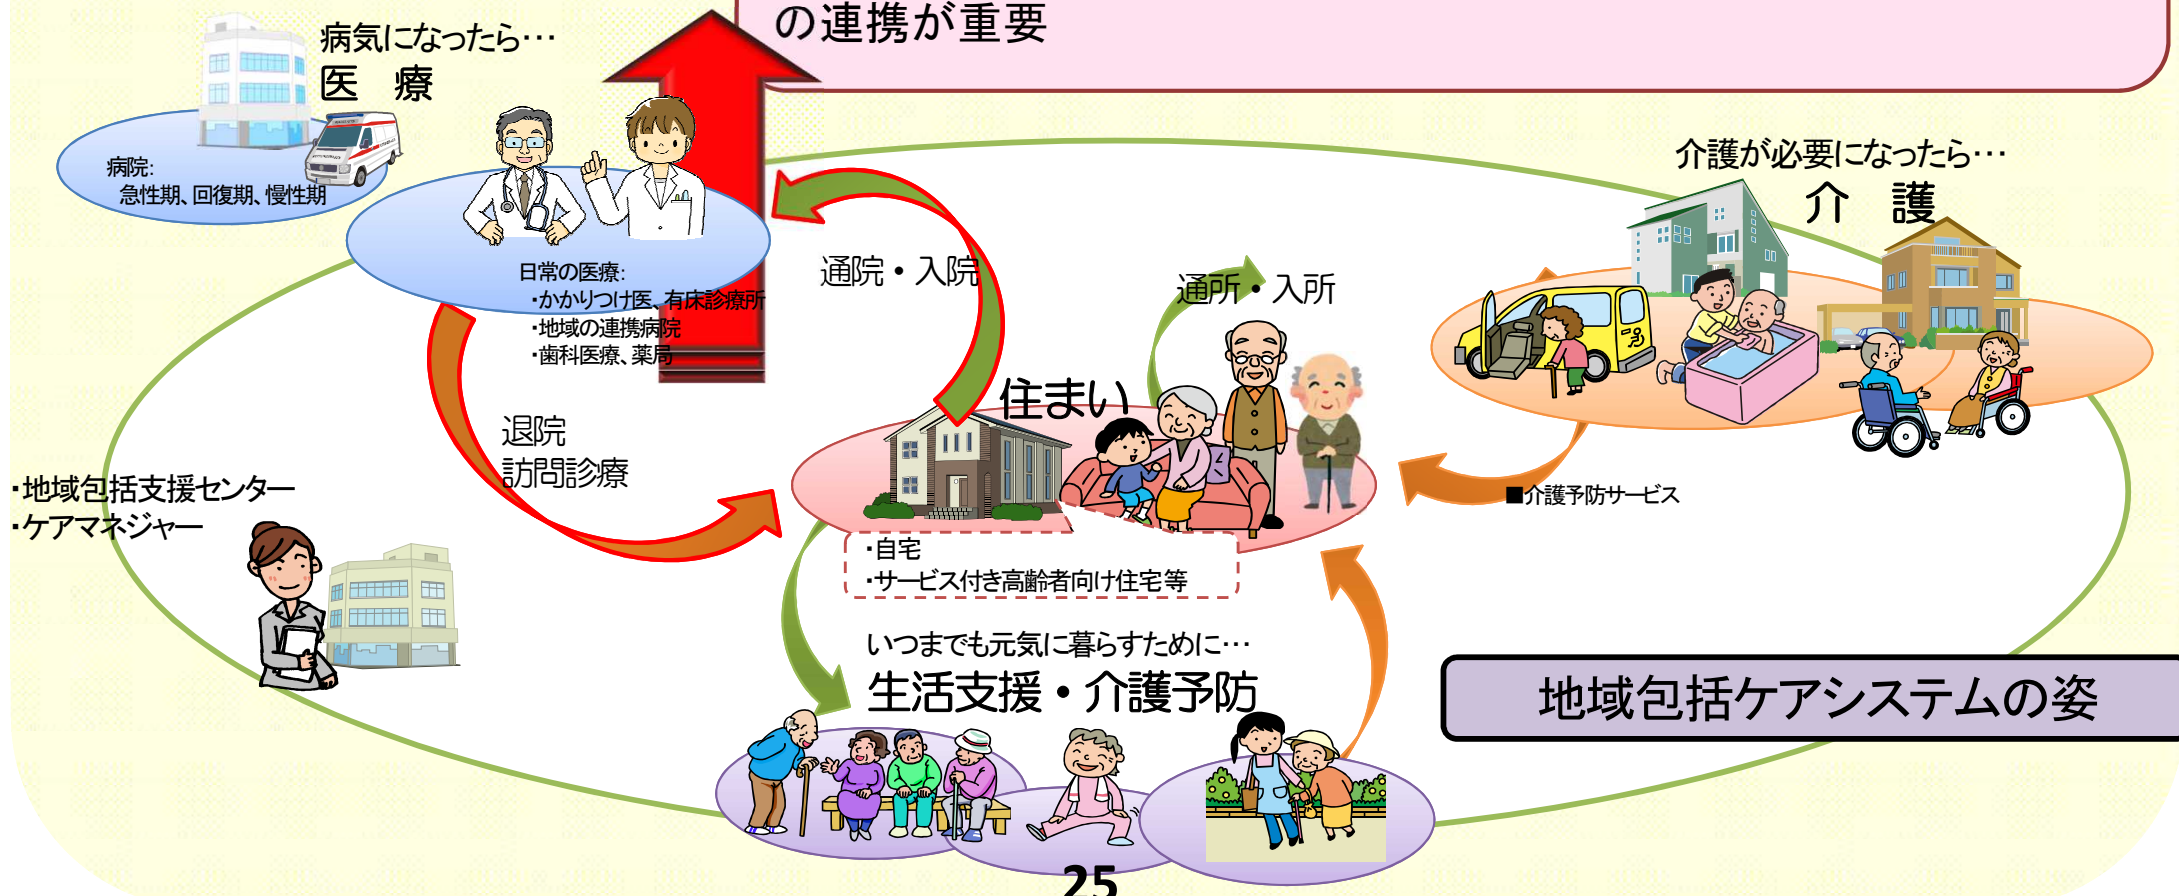 の連携が重要
病気になったら…
医 療
病院:
急性期、回復期、慢性期
日常の医療:
・かかりつけ医、有床診療所
・地域の連携病院
・歯科医療、薬局
通院・入院
通所・入所
介護が必要になったら…
介 護
住まい
退院
訪問診療
■介護予防サービス
・地域包括支援センター
・ケアマネジャー
・自宅
・サービス付き高齢者向け住宅等
いつまでも元気に暮らすために…
生活支援・介護予防
地域包括ケアシステムの姿
25